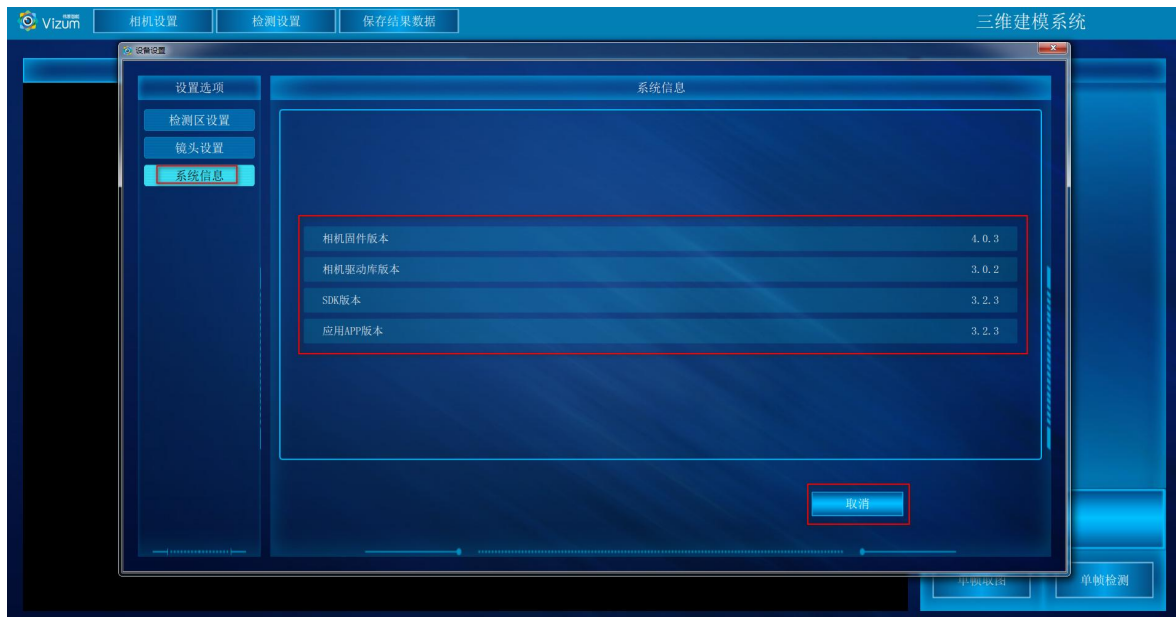 Vizum 相机设置 检测设置 保存结果数据 三维建模系统
设备设置
设置选项 系统信息
检测区设置
镜头设置
系统信息
相机固件版本 4.0.3
相机驱动库版本 3.0.2
SDK版本 3.2.3
应用APP版本 3.2.3
取消
单帧取图 单帧检测